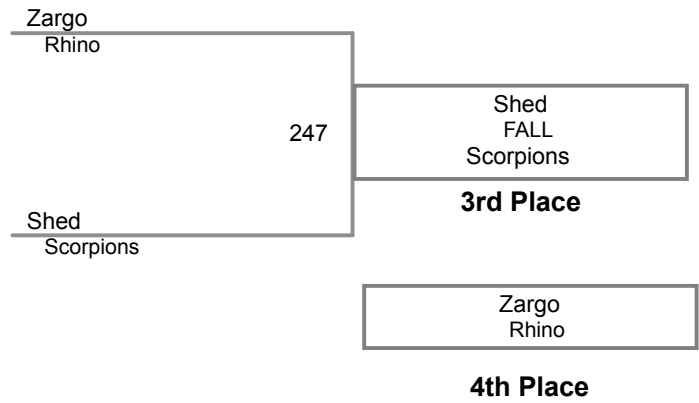 Zargo
Rhino
247
Shed
FALL
Scorpions
3rd Place
Shed
Scorpions
Zargo
Rhino
4th Place